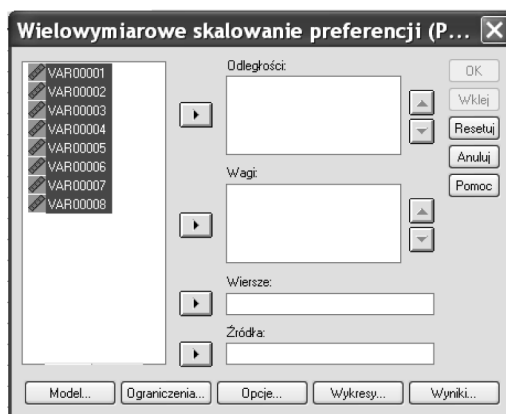 Wielowymiarowe skalowanie preferencji (P...
VAR00001
VAR00002
VAR00003
VAR00004
VAR00005
VAR00006
VAR00007
VAR00008
Odległości:
Wagi:
Wiersze:
Źródła:
OK
Wklej
Resetuj
Anuluj
Pomoc
Model...
Ograniczenia...
Opcje...
Wykresy...
Wyniki...